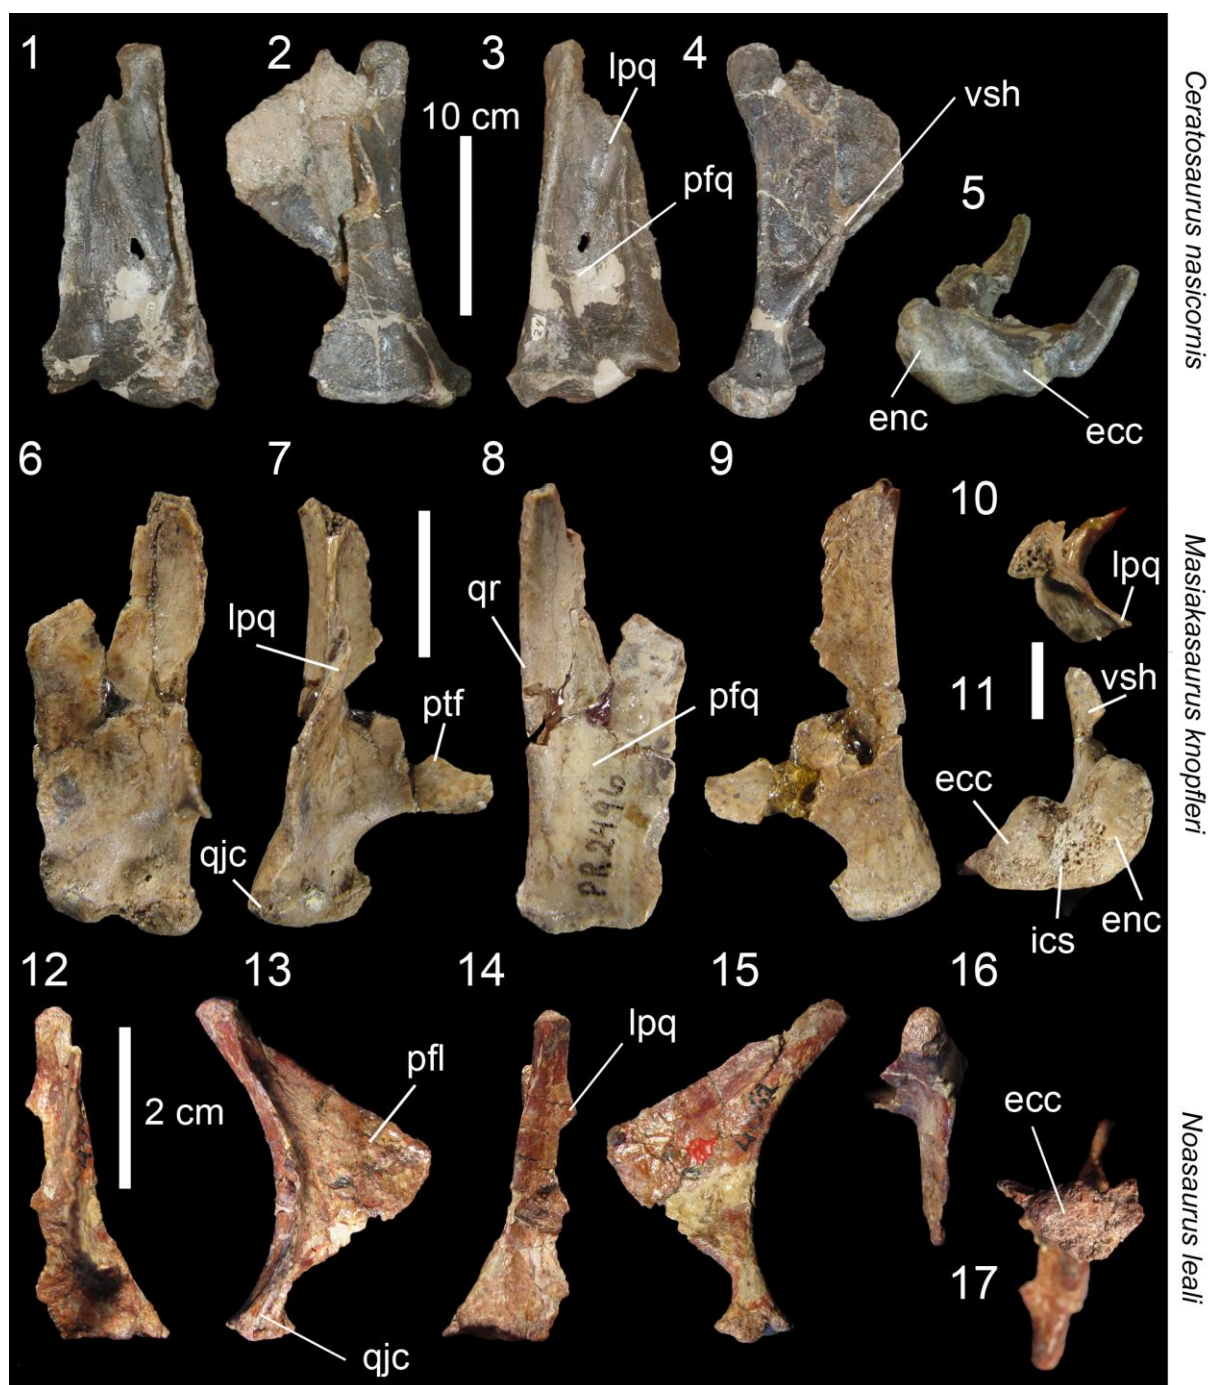 1
2
3
lpq
4
vsh
10 cm
pfq
5
enc
ecc
Ceratosaurus nasicornis
6
7
8
9
10
lpq
qr
lpq
ptf
pfq
11
vsh
ecc
qjc
PR 2496
enc
ics
Masiakasaurus knopfleri
12
13
14
15
16
lpq
pfl
2 cm
ecc
17
qjc
Noasaurus leali